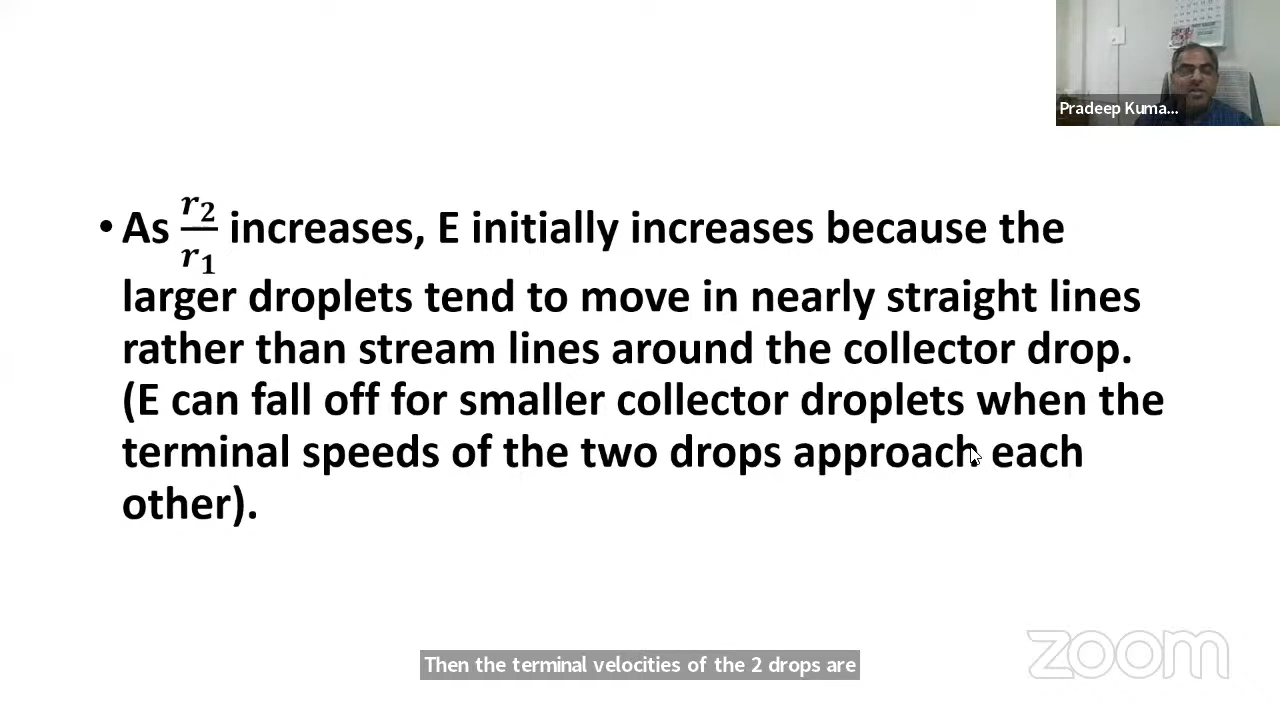 Pradeep Kuma...
• As r₂/r₁ increases, E initially increases because the
larger droplets tend to move in nearly straight lines
rather than stream lines around the collector drop.
(E can fall off for smaller collector droplets when the
terminal speeds of the two drops approach each
other).
Then the terminal velocities of the 2 drops are
zoom